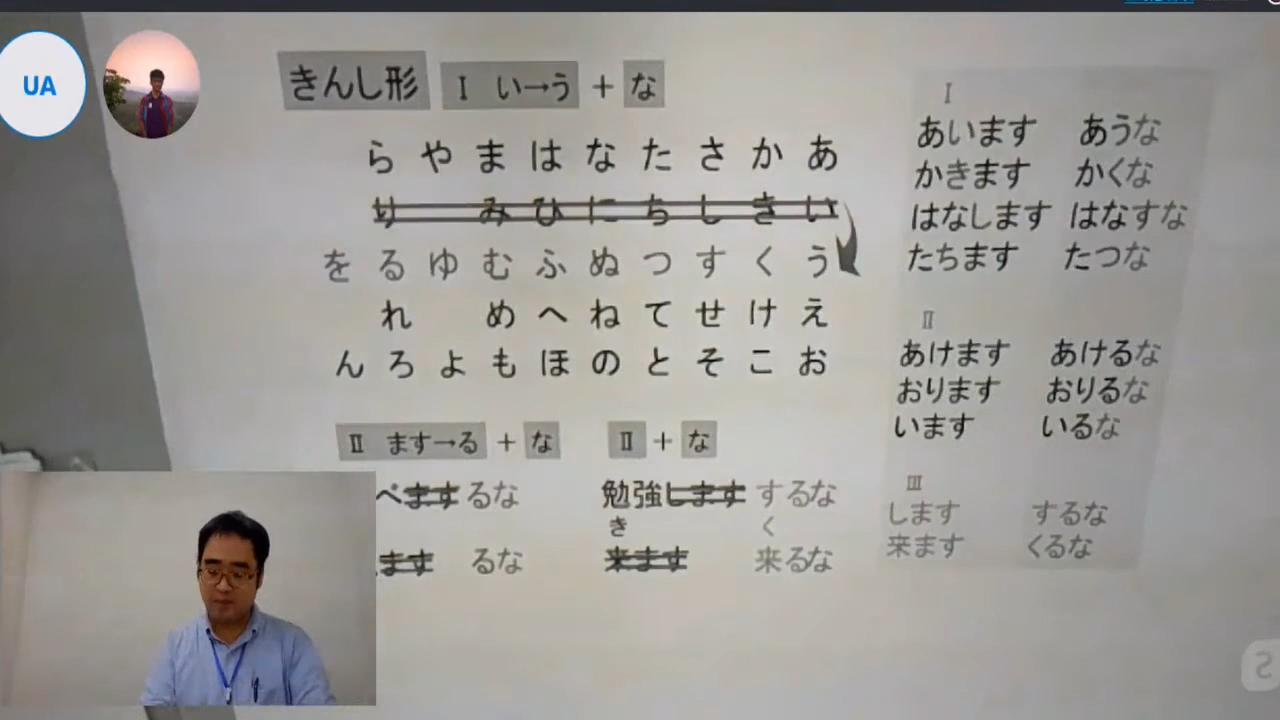 UA
きんし形 Ⅰ い→う + な
らやまはなたさかあ
り みひにちしきい
をるゆむふぬつすくう
れ めへねてせけえ
んろよもほのとそこお
Ⅱ ます→る + な
べまするな
ます るな
Ⅱ + な
勉強します するな
き く
来ます 来るな
Ⅰ
あいます あうな
かきます かくな
はなします はなすな
たちます たつな
Ⅱ
あけます あけるな
おります おりるな
います いるな
Ⅲ
します するな
来ます くるな